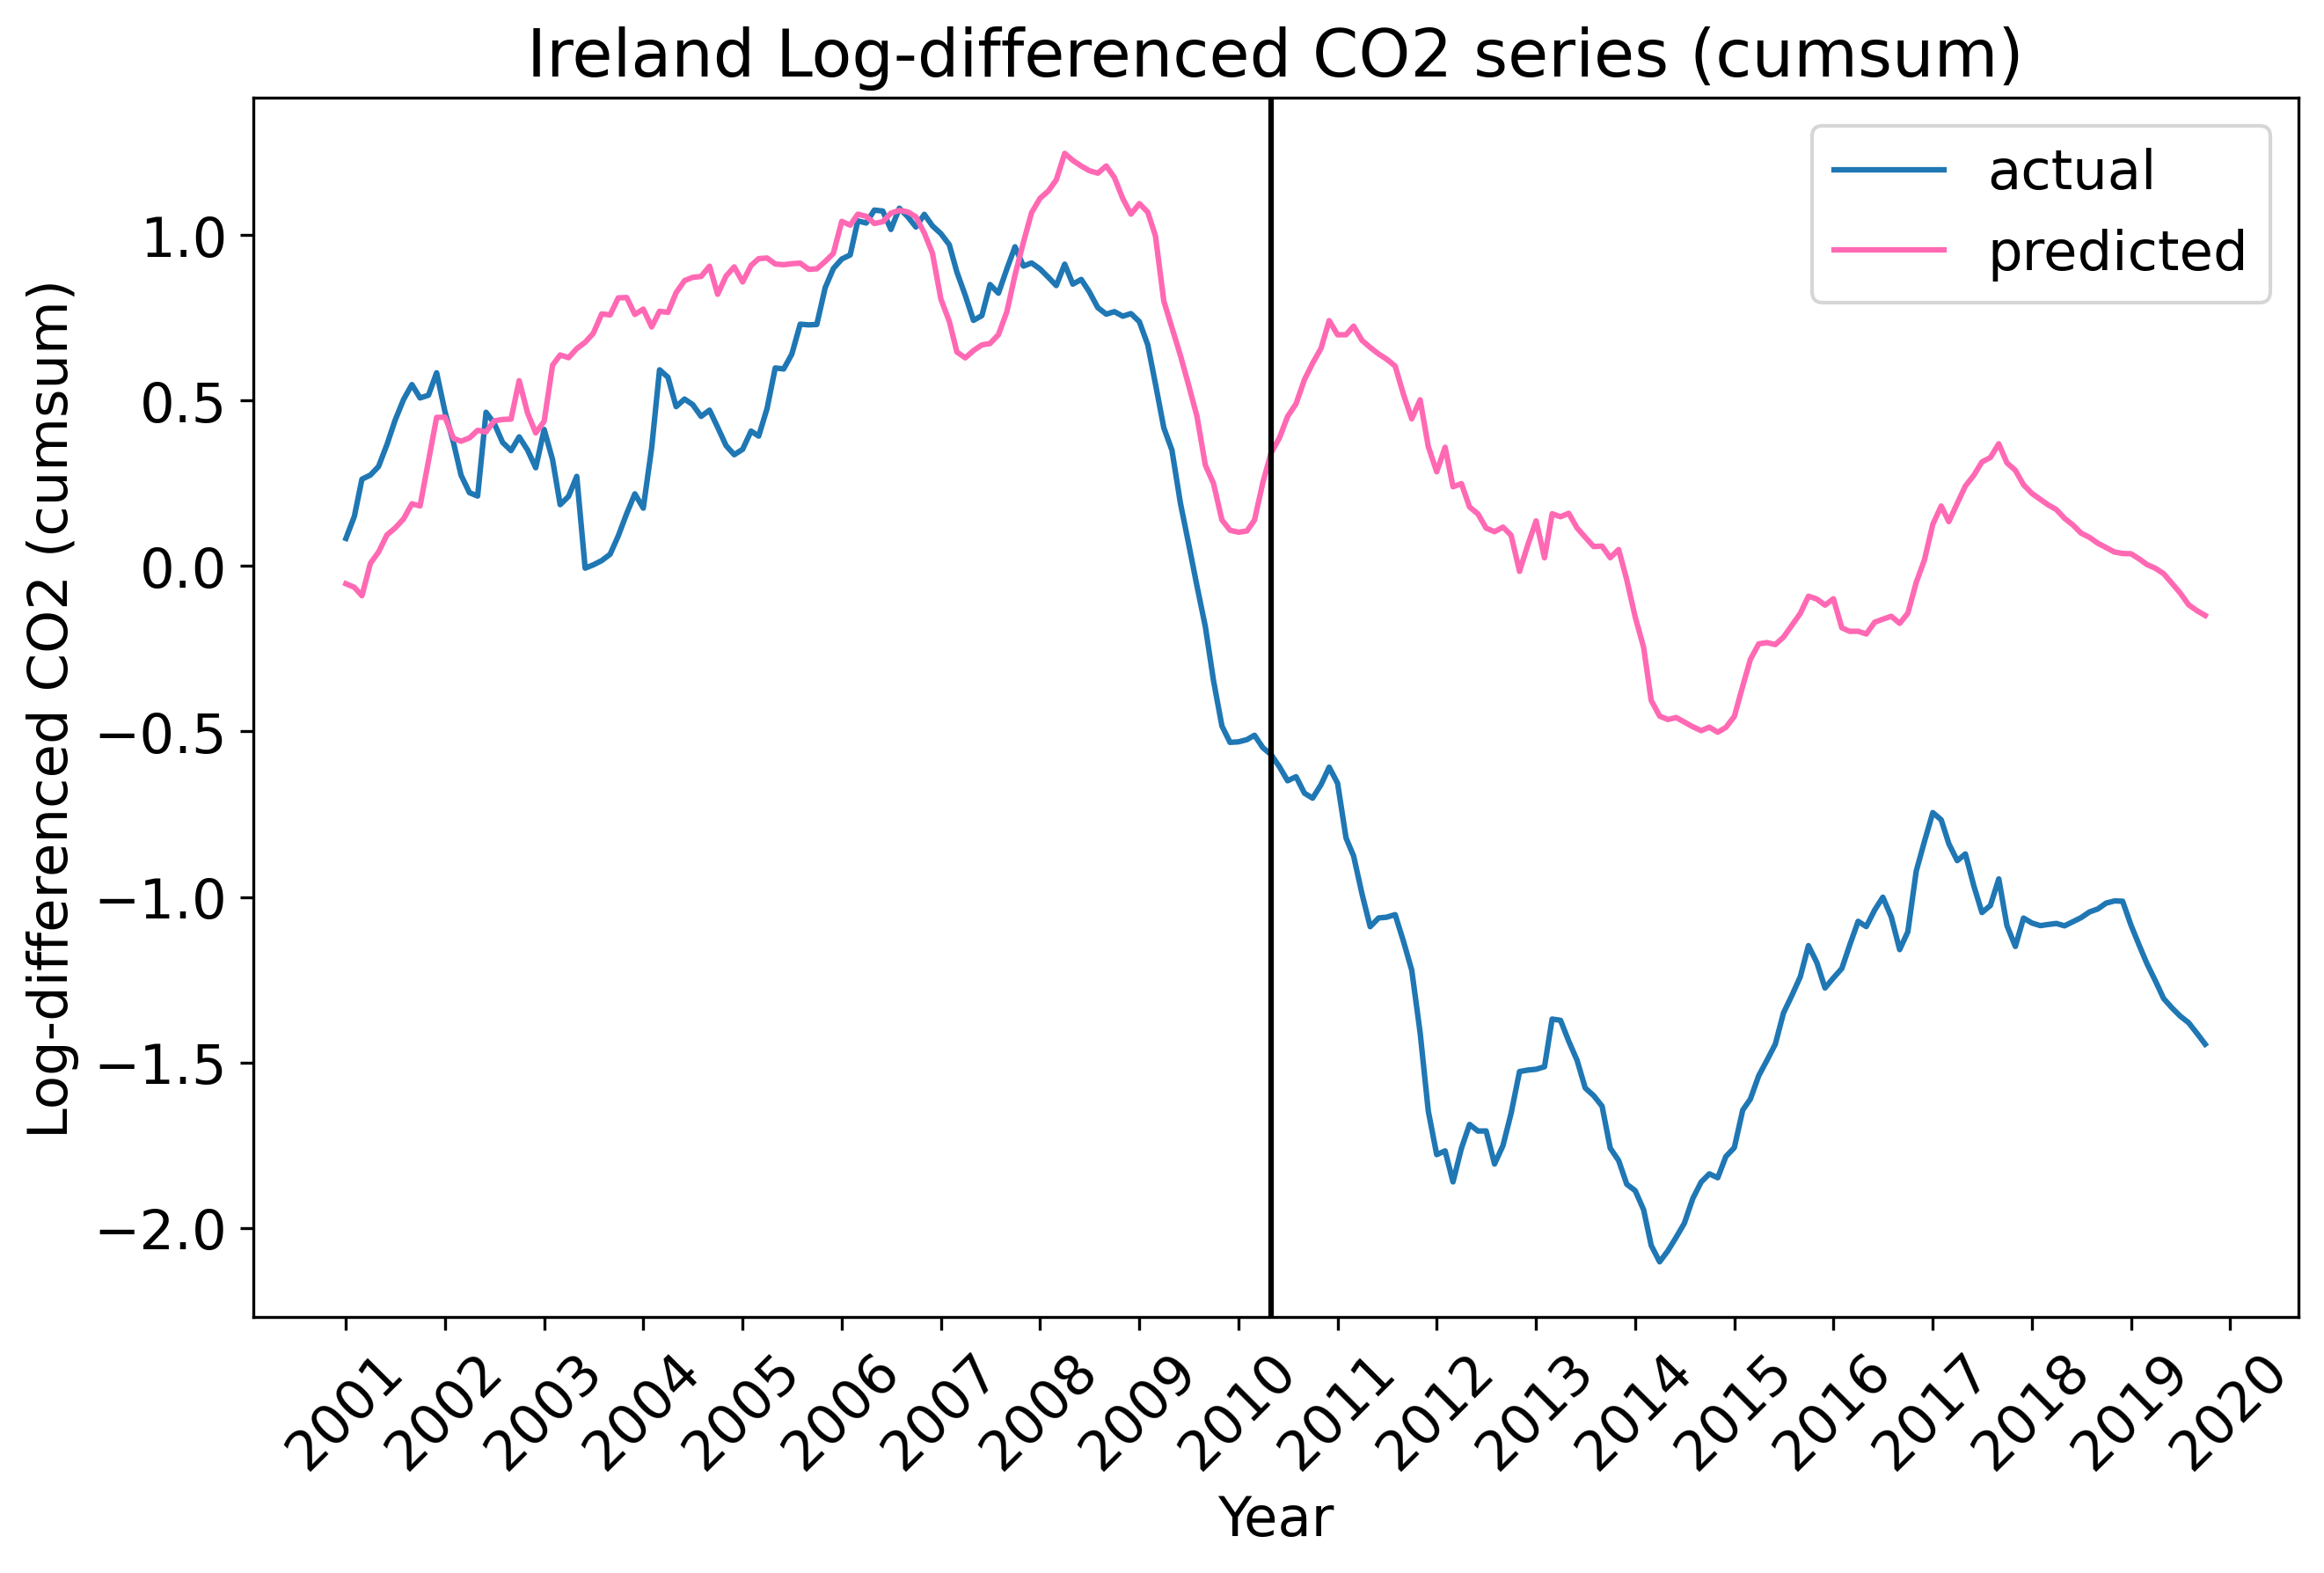 Ireland Log-differenced CO2 series (cumsum)
actual
predicted
Log-differenced CO2 (cumsum)
1.0
0.5
0.0
−0.5
−1.0
−1.5
−2.0
2001 2002 2003 2004 2005 2006 2007 2008 2009 2010 2011 2012 2013 2014 2015 2016 2017 2018 2019 2020
Year